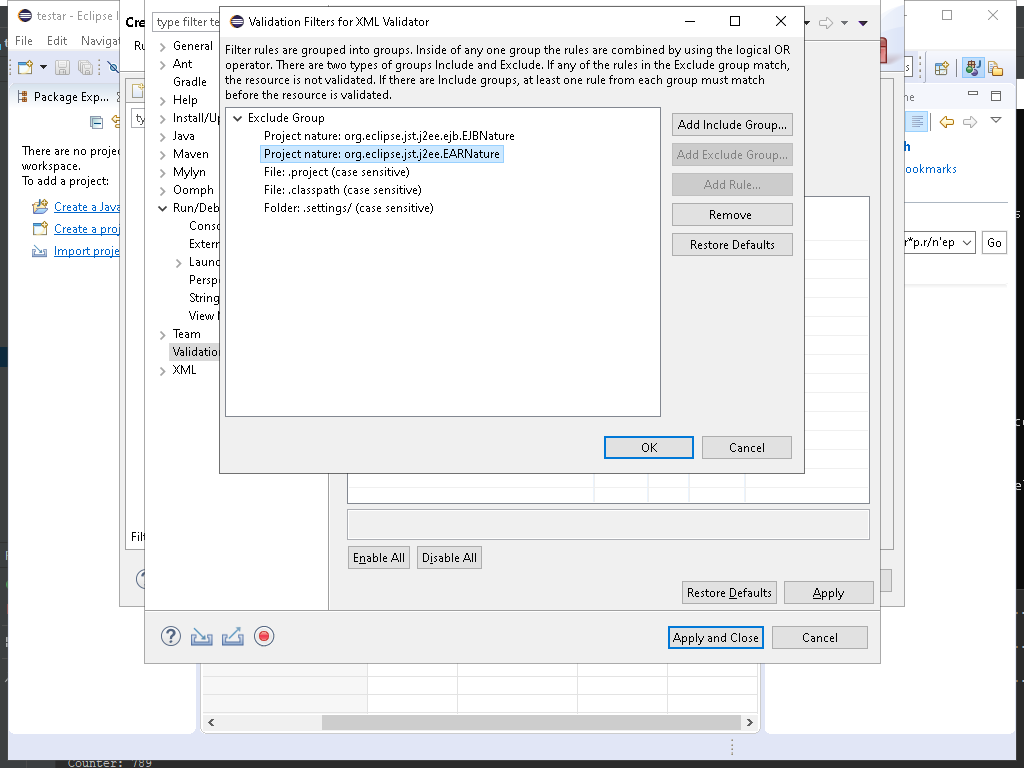 testar - Eclipse
File Edit Navigat
Package Exp...
There are no proje
workspace.
To add a project:
Create a Java
Create a proj
Import proje
Cre
type filter te
General
Ant
Gradle
Help
Install/Up
Java
Maven
Mylyn
Oomph
Run/Deb
Conso
Extern
Launc
Perspe
String
View
Team
Validation
XML
Validation Filters for XML Validator
Filter rules are grouped into groups. Inside of any one group the rules are combined by using the logical OR
operator. There are two types of groups Include and Exclude. If any of the rules in the Exclude group match,
the resource is not validated. If there are Include groups, at least one rule from each group must match
before the resource is validated.
Exclude Group
Project nature: org.eclipse.jst.j2ee.ejb.EJBNature
Project nature: org.eclipse.jst.j2ee.EARNature
File: .project (case sensitive)
File: .classpath (case sensitive)
Folder: .settings/ (case sensitive)
Add Include Group...
Add Exclude Group...
Add Rule...
Remove
Restore Defaults
OK Cancel
ookmarks
r*p.r/n'ep Go
Enable All Disable All
Restore Defaults Apply
Apply and Close Cancel
Counter: 789